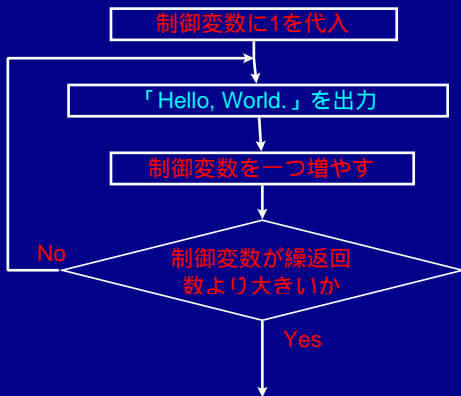 制御変数に1を代入
「Hello, World.」を出力
制御変数を一つ増やす
No
制御変数が繰返回
数より大きいか
Yes